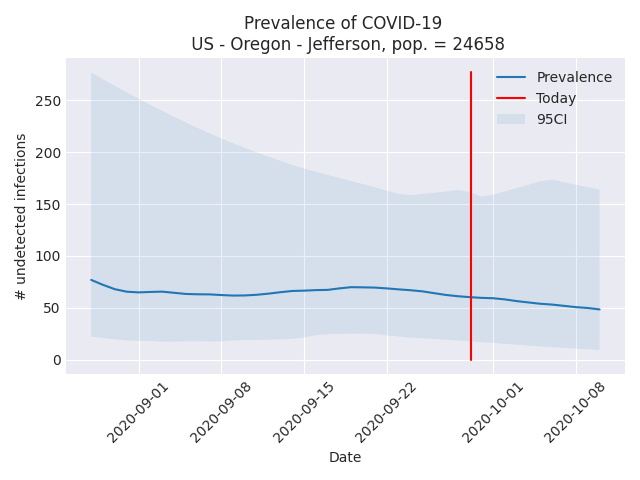 Prevalence of COVID-19
US - Oregon - Jefferson, pop. = 24658
Prevalence
Today
95CI
250
200
150
100
50
0
# undetected infections
2020-09-01
2020-09-08
2020-09-15
2020-09-22
2020-10-01
2020-10-08
Date